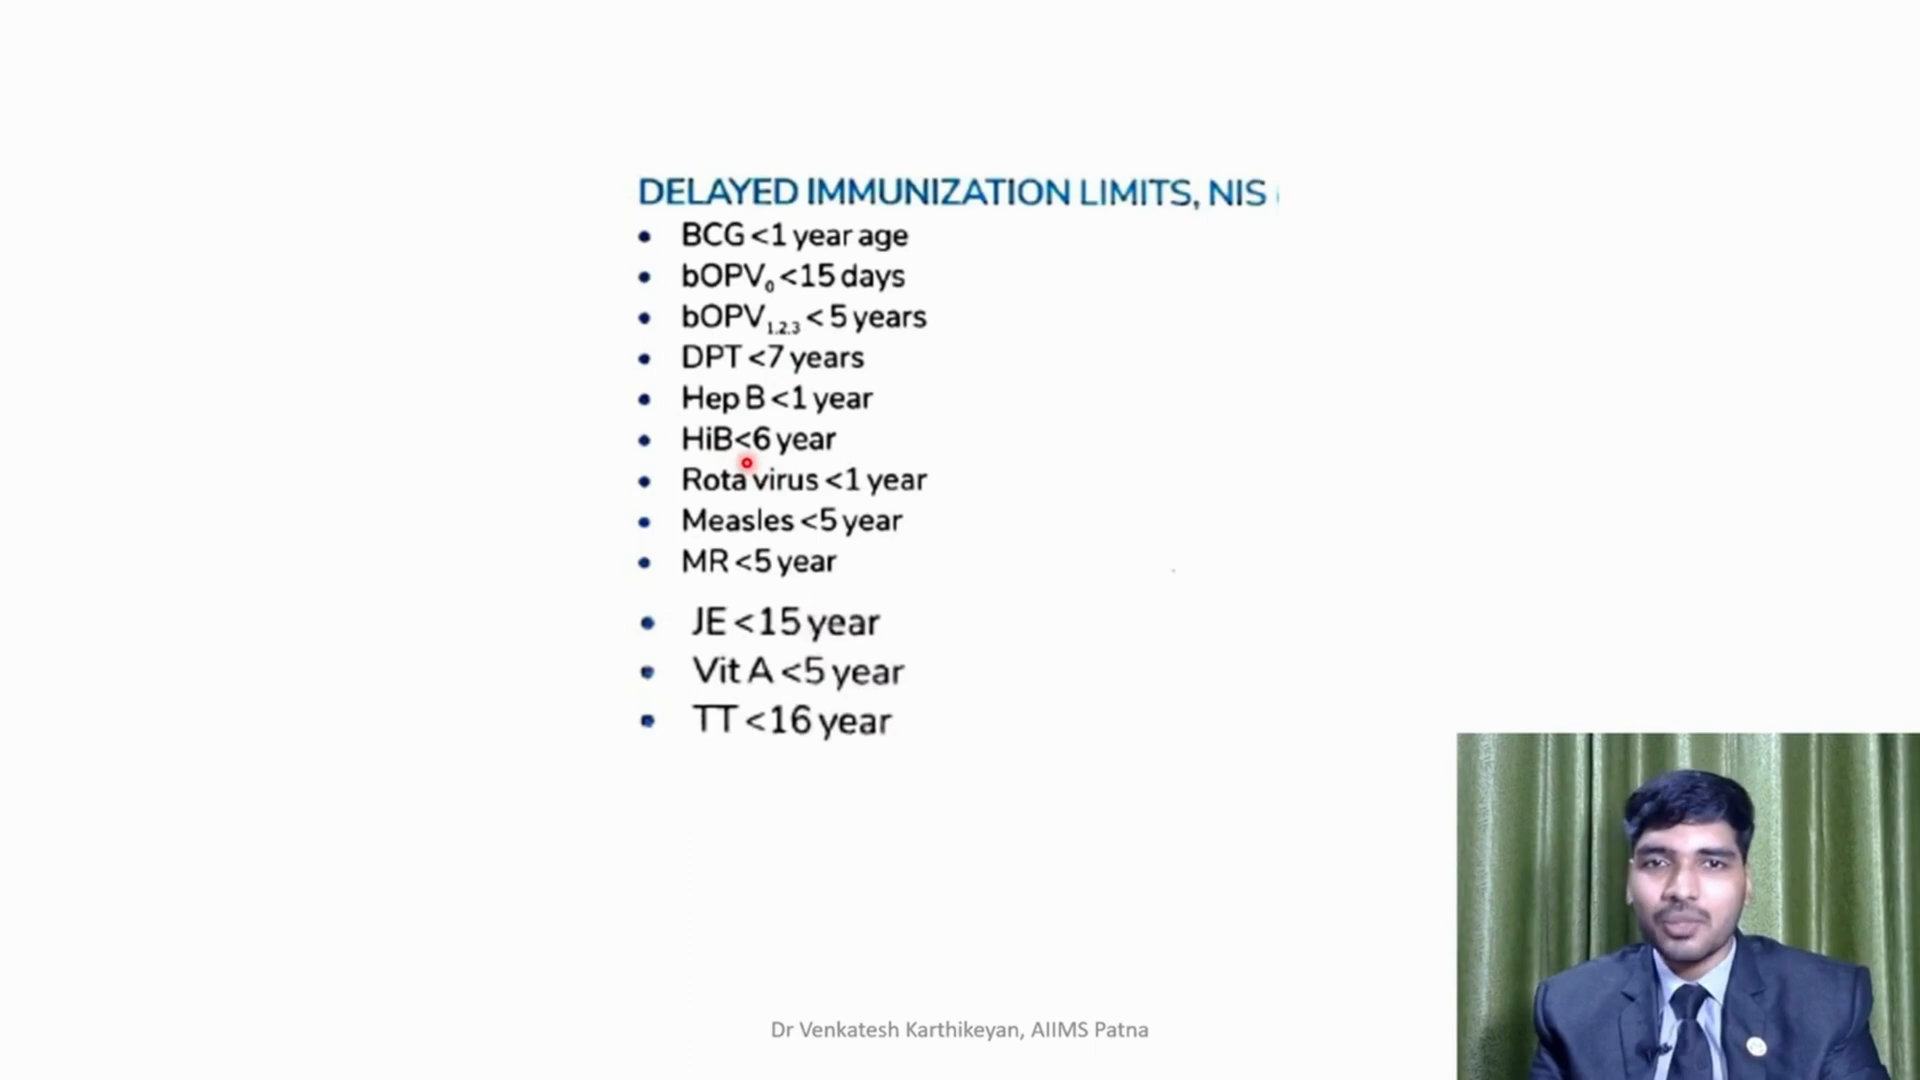 DELAYED IMMUNIZATION LIMITS, NIS
• BCG <1 year age
• bOPV₀ <15 days
• bOPV₁.₂.₃ < 5 years
• DPT <7 years
• Hep B <1 year
• HiB<6 year
• Rota virus <1 year
• Measles <5 year
• MR <5 year
• JE <15 year
• Vit A <5 year
• TT <16 year
Dr Venkatesh Karthikeyan, AIIMS Patna